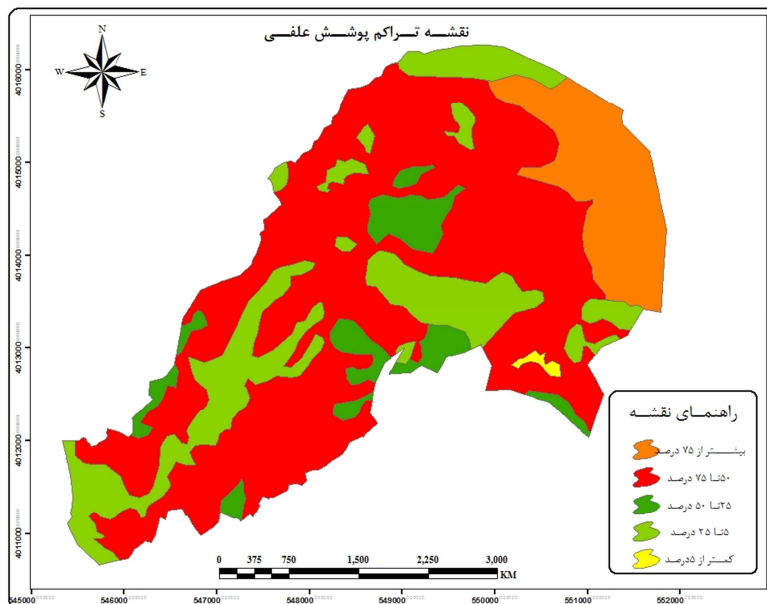 نقشه تراکم پوشش علفی
N
W E
S
4016000
4015000
4014000
4013000
4012000
4011000
راهنمای نقشه
بیشتر از ۷۵ درصد
۵۰تا ۷۵ درصد
۲۵تا ۵۰ درصد
۵تا ۲۵ درصد
کمتر از ۵درصد
0 375 750 1,500 2,250 3,000
KM
545000 546000 547000 548000 549000 550000 551000 552000